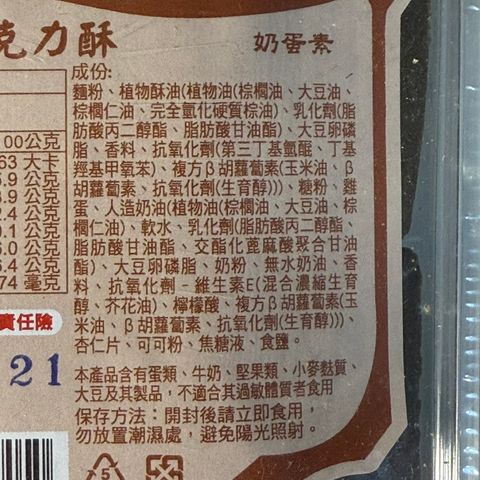 克力酥
奶蛋素
成份:
麵粉、植物酥油(植物油(棕櫚油、大豆油、
棕櫚仁油、完全氫化硬質棕油)、乳化劑(脂
肪酸丙二醇酯、脂肪酸甘油酯)、大豆卵磷
脂、香料、抗氧化劑(第三丁基氫醌、丁基
羥基甲氧苯)、複方β胡蘿蔔素(玉米油、β
胡蘿蔔素、抗氧化劑(生育醇)))、糖粉、雞
蛋、人造奶油(植物油(棕櫚油、大豆油、棕
櫚仁油)、軟水、乳化劑(脂肪酸丙二醇酯、
脂肪酸甘油酯、交酯化蓖麻酸聚合甘油
酯)、大豆卵磷脂、奶粉、無水奶油、香
料、抗氧化劑-維生素E(混合濃縮生育
醇、芥花油)、檸檬酸、複方β胡蘿蔔素(玉
米油、β胡蘿蔔素、抗氧化劑(生育醇)))、
杏仁片、可可粉、焦糖液、食鹽。
本產品含有蛋類、牛奶、堅果類、小麥麩質、
大豆及其製品，不適合其過敏體質者食用
保存方法：開封後請立即食用，
勿放置潮濕處，避免陽光照射。
00公克
63 大卡
.9 公克
2.4 公克
0.1 公克
6.0 公克
6.4 公克
74 毫克
責任險
21
5